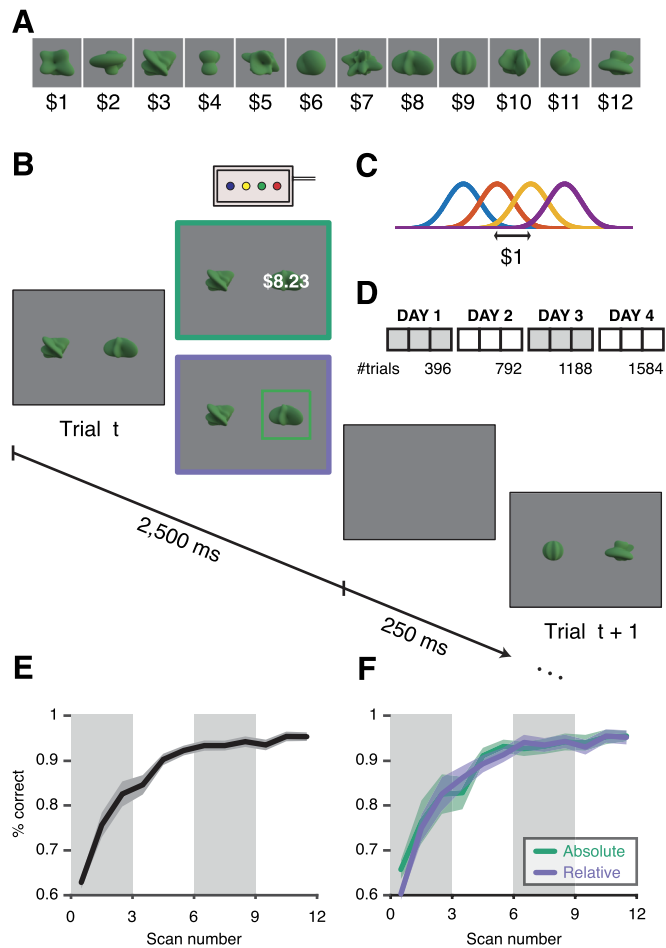 A
$1 $2 $3 $4 $5 $6 $7 $8 $9 $10 $11 $12
B
$8.23
Trial t
2,500 ms
250 ms
Trial t + 1
...
C
$1
D
DAY 1 DAY 2 DAY 3 DAY 4
#trials 396 792 1188 1584
E
% correct
1
0.9
0.8
0.7
0.6
0 3 6 9 12
Scan number
F
1
0.9
0.8
0.7
0.6
Absolute
Relative
0 3 6 9 12
Scan number